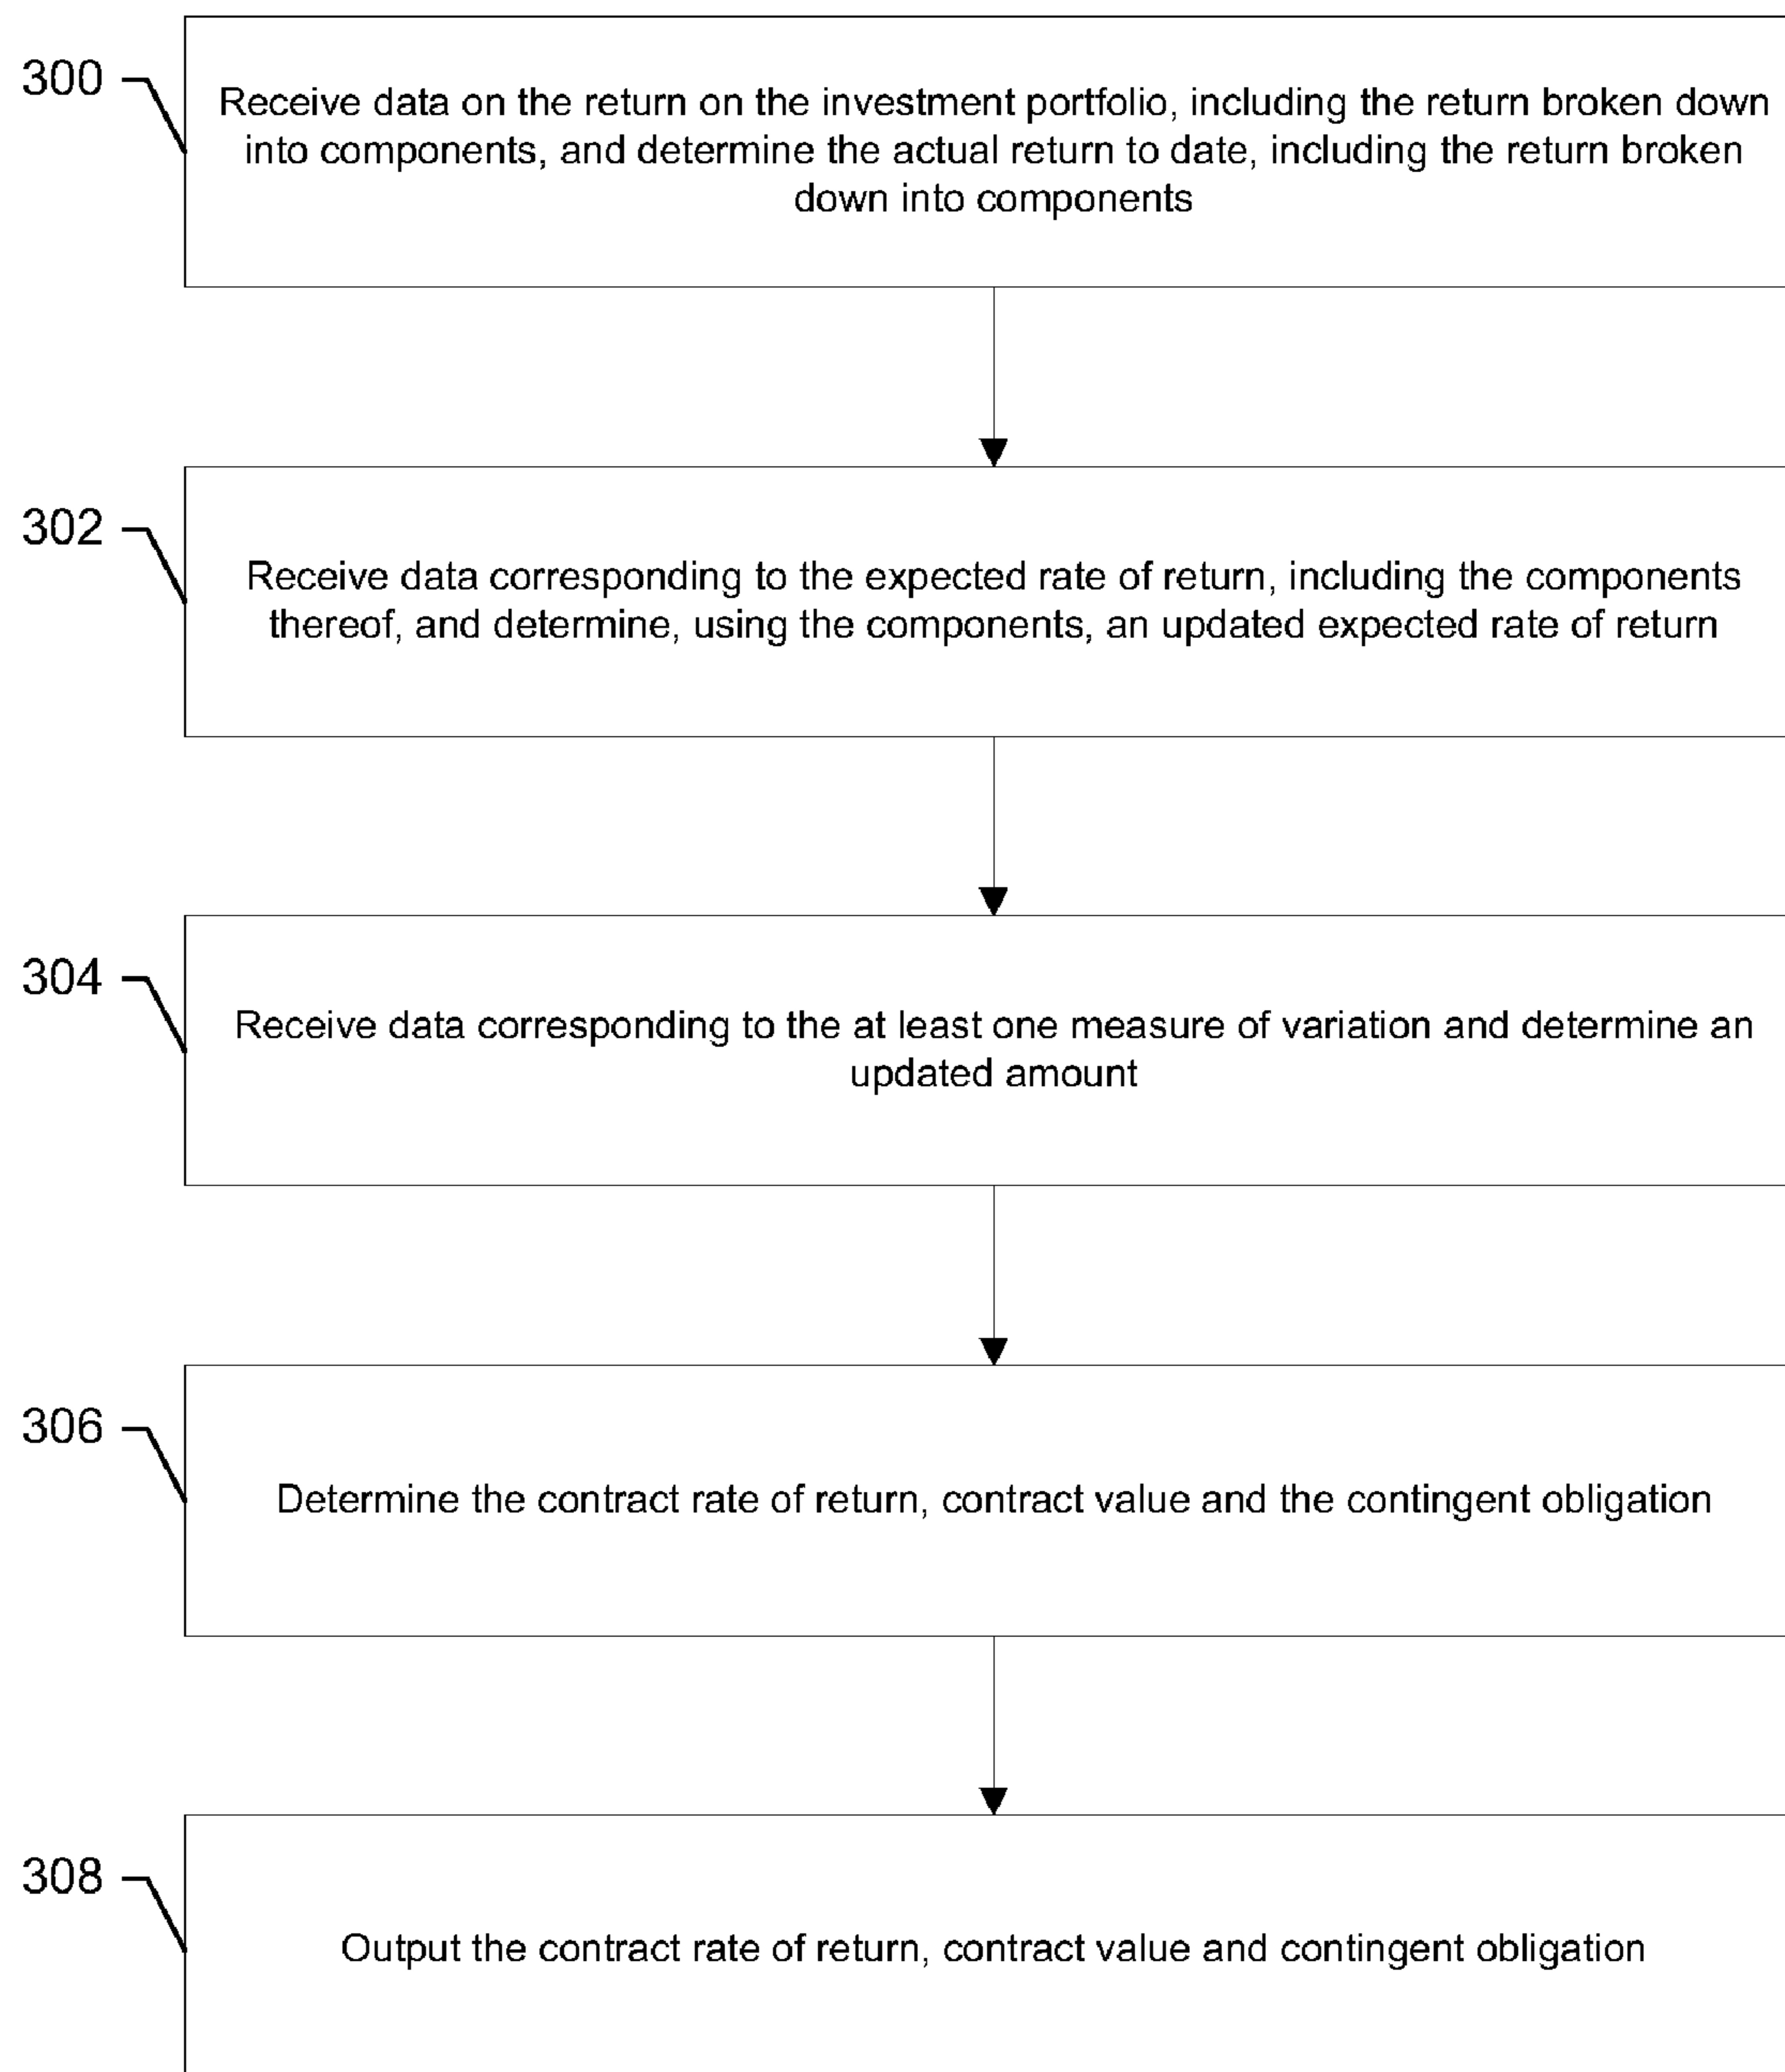 300
Receive data on the return on the investment portfolio, including the return broken down
into components, and determine the actual return to date, including the return broken
down into components
302
Receive data corresponding to the expected rate of return, including the components
thereof, and determine, using the components, an updated expected rate of return
304
Receive data corresponding to the at least one measure of variation and determine an
updated amount
306
Determine the contract rate of return, contract value and the contingent obligation
308
Output the contract rate of return, contract value and contingent obligation